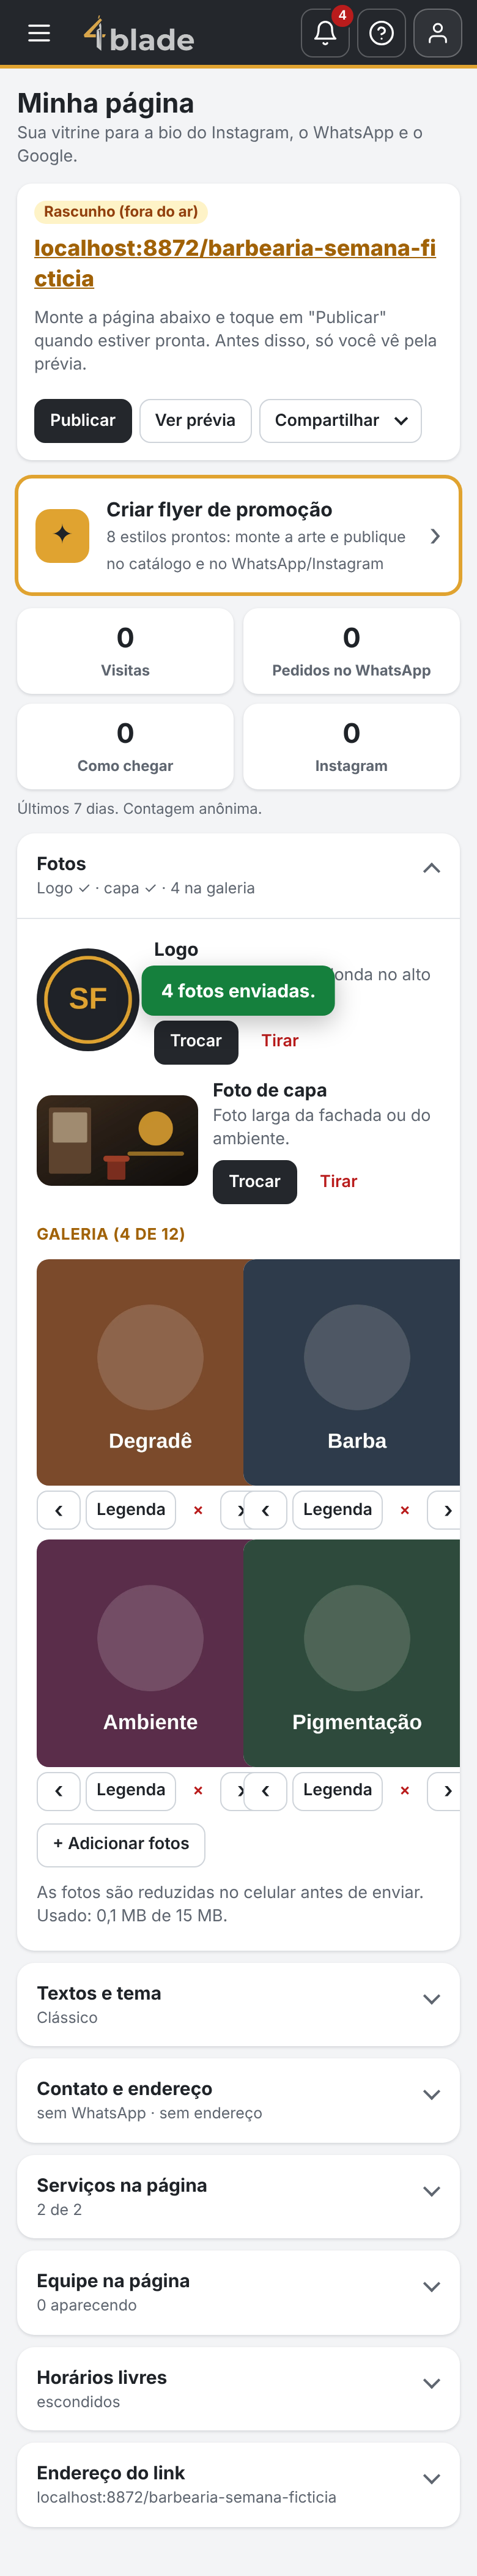 4blade
4
Minha página
Sua vitrine para a bio do Instagram, o WhatsApp e o
Google.
Rascunho (fora do ar)
localhost:8872/barbearia-semana-fi
cticia
Monte a página abaixo e toque em "Publicar"
quando estiver pronta. Antes disso, só você vê pela
prévia.
Publicar
Ver prévia
Compartilhar
Criar flyer de promoção
8 estilos prontos: monte a arte e publique
no catálogo e no WhatsApp/Instagram
0
Visitas
0
Pedidos no WhatsApp
0
Como chegar
0
Instagram
Últimos 7 dias. Contagem anônima.
Fotos
Logo ✓ · capa ✓ · 4 na galeria
SF
Logo
no alto
4 fotos enviadas.
Trocar
Tirar
Foto de capa
Foto larga da fachada ou do
ambiente.
Trocar
Tirar
GALERIA (4 DE 12)
Degradê
Barba
‹ Legenda × › ‹ Legenda × ›
Ambiente
Pigmentação
‹ Legenda × › ‹ Legenda × ›
+ Adicionar fotos
As fotos são reduzidas no celular antes de enviar.
Usado: 0,1 MB de 15 MB.
Textos e tema
Clássico
Contato e endereço
sem WhatsApp · sem endereço
Serviços na página
2 de 2
Equipe na página
0 aparecendo
Horários livres
escondidos
Endereço do link
localhost:8872/barbearia-semana-ficticia